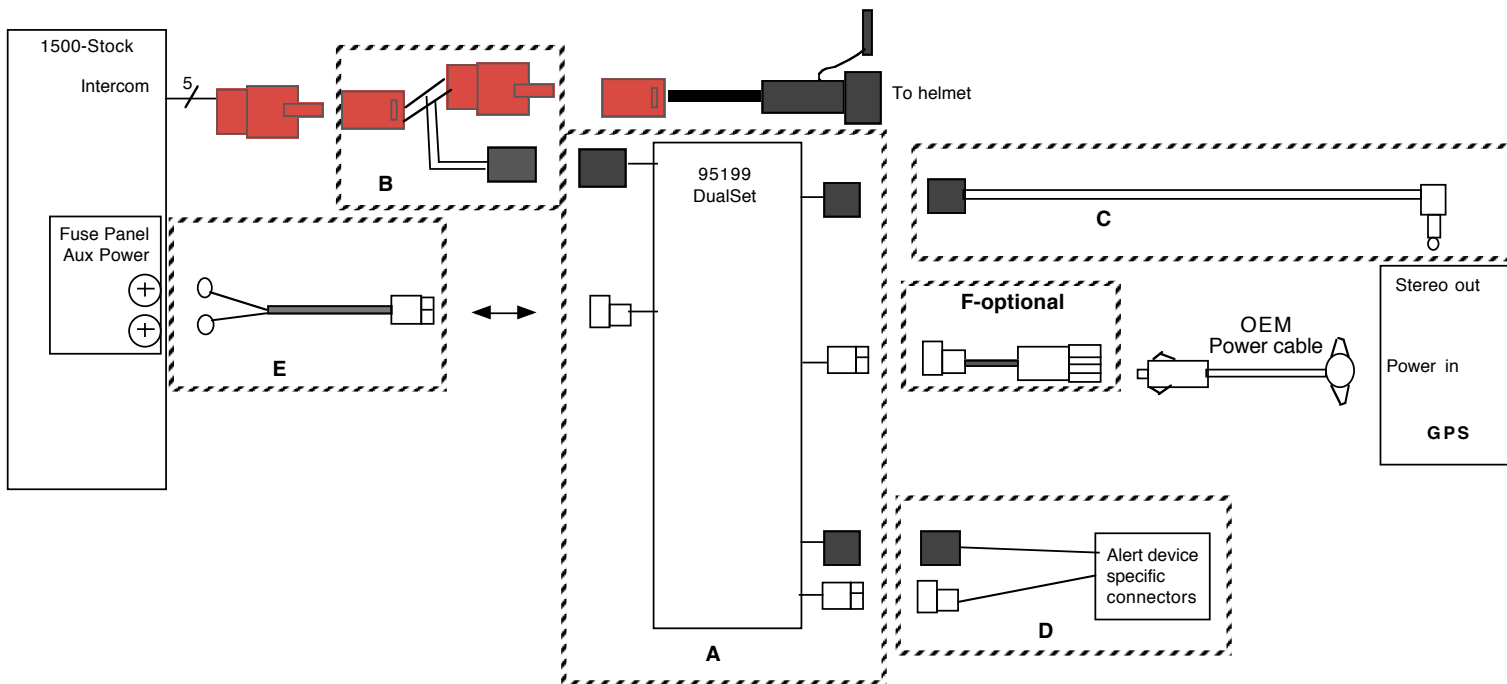 1500-Stock
Intercom
5
B
To helmet
95199
DualSet
C
Fuse Panel
Aux Power
E
F-optional
OEM
Power cable
Stereo out
Power in
GPS
Alert device
specific
connectors
D
A